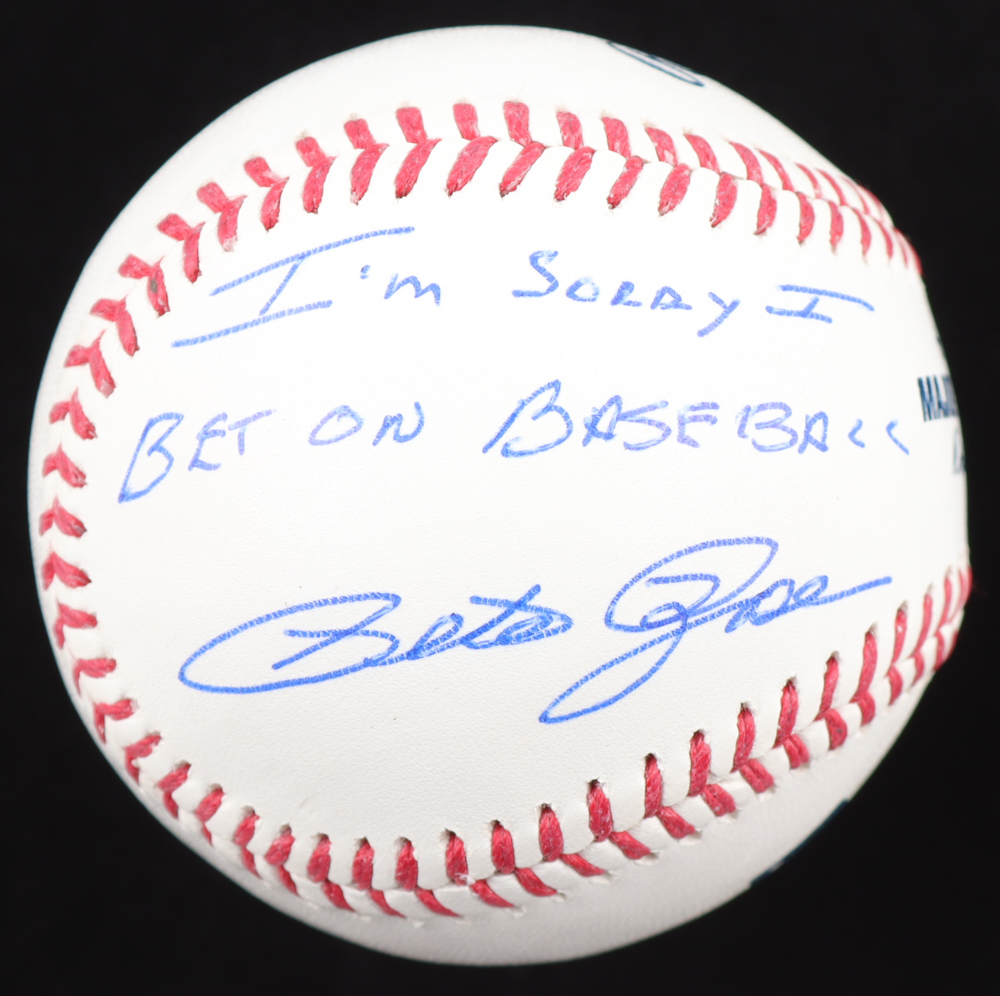 I'm SORRY I
BET ON BASEBALL
Pete Rose